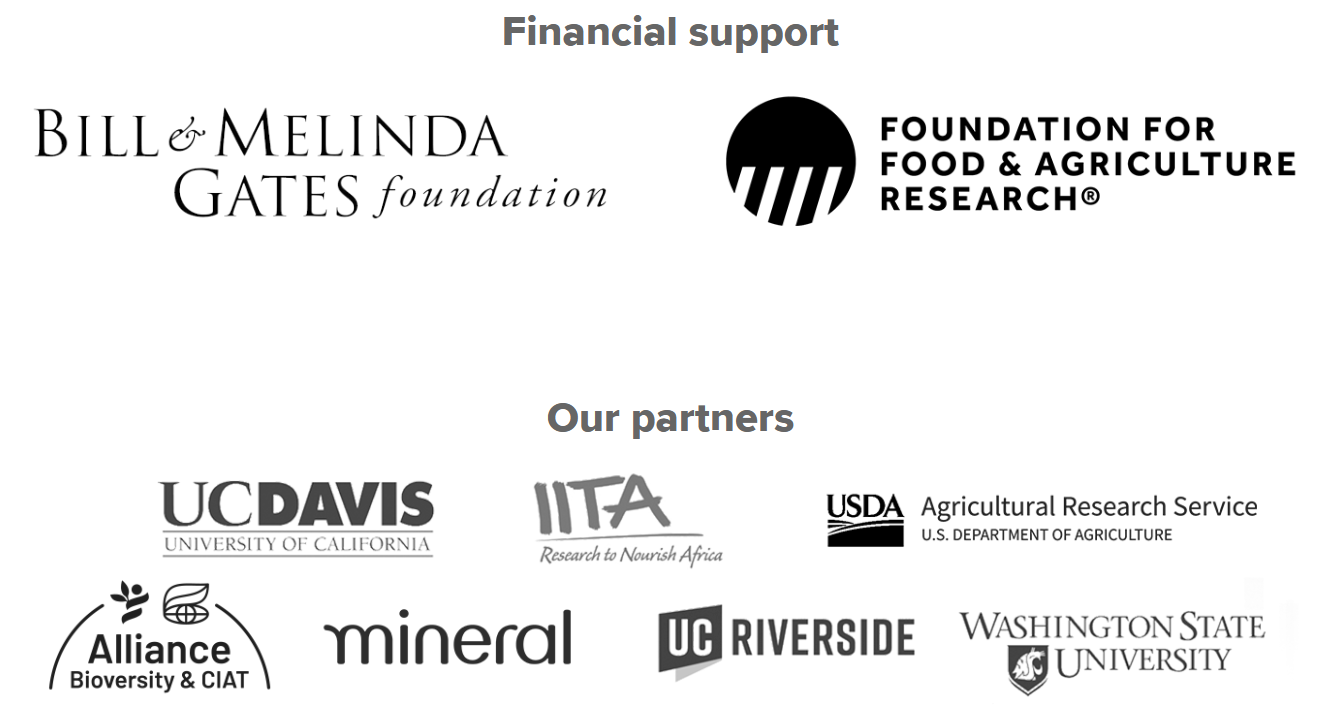 Financial support
BILL & MELINDA
GATES foundation
FOUNDATION FOR
FOOD & AGRICULTURE
RESEARCH®
Our partners
UCDAVIS
UNIVERSITY OF CALIFORNIA
IITA
Research to Nourish Africa
USDA
Agricultural Research Service
U.S. DEPARTMENT OF AGRICULTURE
Alliance
Bioversity & CIAT
mineral
UC RIVERSIDE
WASHINGTON STATE
UNIVERSITY